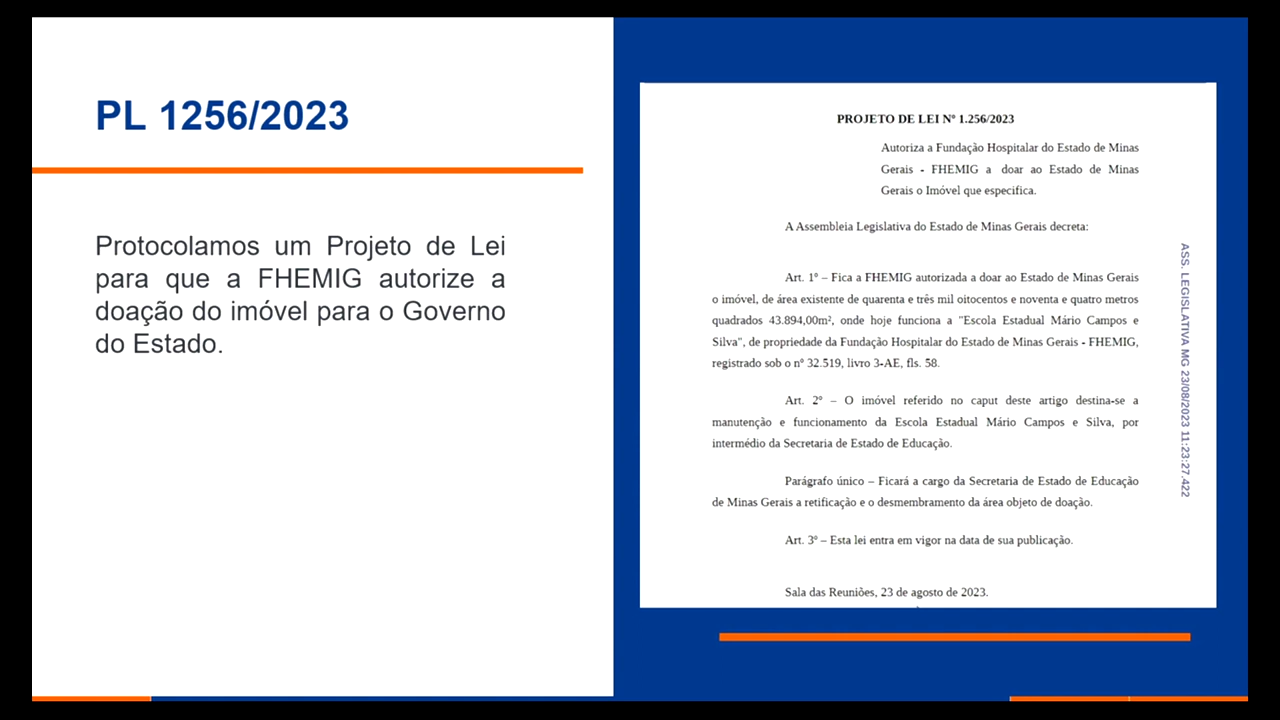 PL 1256/2023
Protocolamos um Projeto de Lei
para que a FHEMIG autorize a
doação do imóvel para o Governo
do Estado.
PROJETO DE LEI Nº 1.256/2023
Autoriza a Fundação Hospitalar do Estado de Minas
Gerais - FHEMIG a doar ao Estado de Minas
Gerais o Imóvel que especifica.
A Assembleia Legislativa do Estado de Minas Gerais decreta:
Art. 1º – Fica a FHEMIG autorizada a doar ao Estado de Minas Gerais
o imóvel, de área existente de quarenta e três mil oitocentos e noventa e quatro metros
quadrados 43.894,00m², onde hoje funciona a "Escola Estadual Mário Campos e
Silva", de propriedade da Fundação Hospitalar do Estado de Minas Gerais - FHEMIG,
registrado sob o nº 32.519, livro 3-AE, fls. 58.
Art. 2º – O imóvel referido no caput deste artigo destina-se a
manutenção e funcionamento da Escola Estadual Mário Campos e Silva, por
intermédio da Secretaria de Estado de Educação.
Parágrafo único – Ficará a cargo da Secretaria de Estado de Educação
de Minas Gerais a retificação e o desmembramento da área objeto de doação.
Art. 3º – Esta lei entra em vigor na data de sua publicação.
Sala das Reuniões, 23 de agosto de 2023.
ASS. LEGISLATIVA MG 23/08/2023 11:23:27.422